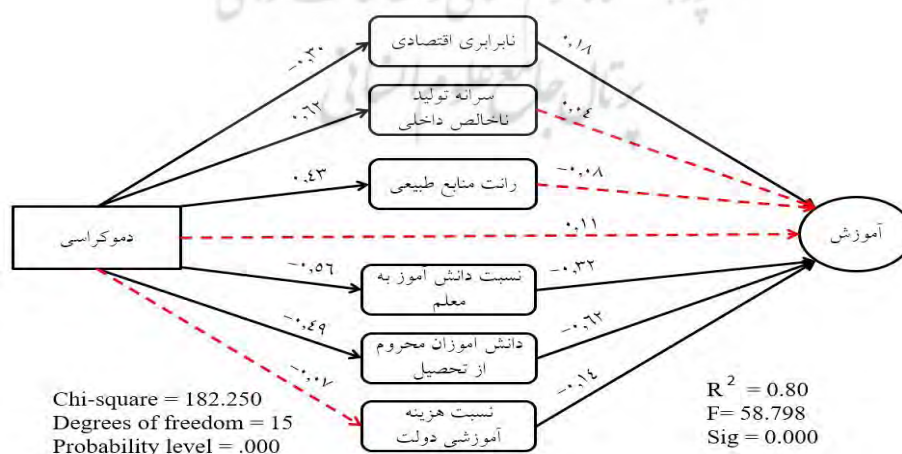 نابرابری اقتصادی
-۰,۳۰
۰,۱۸
سرانه تولید
ناخالص داخلی
۰,۶۲
۰,۰۴
رانت منابع طبیعی
۰,۴۳
-۰,۰۸
دموکراسی
۰,۱۱
آموزش
نسبت دانش آموز به
معلم
-۰,۵۶
-۰,۳۲
دانش اموزان محروم
از تحصیل
-۰,۴۹
-۰,۶۲
نسبت هزینه
آموزشی دولت
-۰,۰۷
-۰,۱٤
Chi-square = 182.250
Degrees of freedom = 15
Probability level = .000
R² = 0.80
F= 58.798
Sig = 0.000